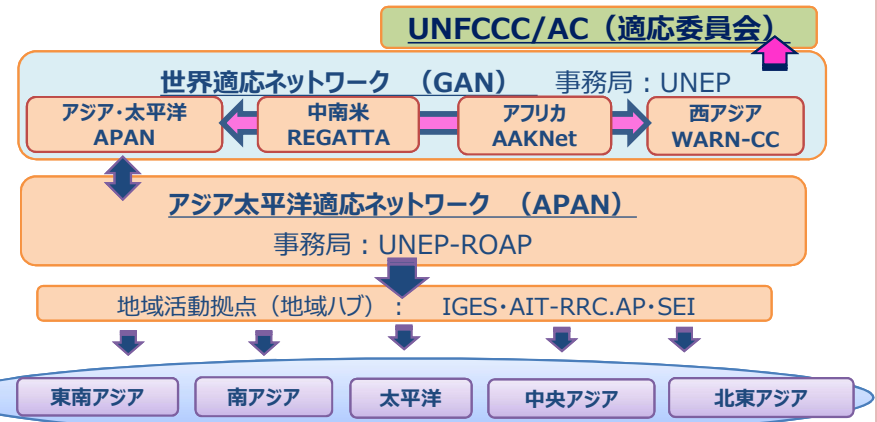 UNFCCC/AC（適応委員会）
世界適応ネットワーク　（GAN）　事務局：UNEP
アジア・太平洋
APAN
中南米
REGATTA
アフリカ
AAKNet
西アジア
WARN-CC
アジア太平洋適応ネットワーク　（APAN）
事務局：UNEP-ROAP
地域活動拠点（地域ハブ）：　IGES・AIT-RRC.AP・SEI
東南アジア
南アジア
太平洋
中央アジア
北東アジア